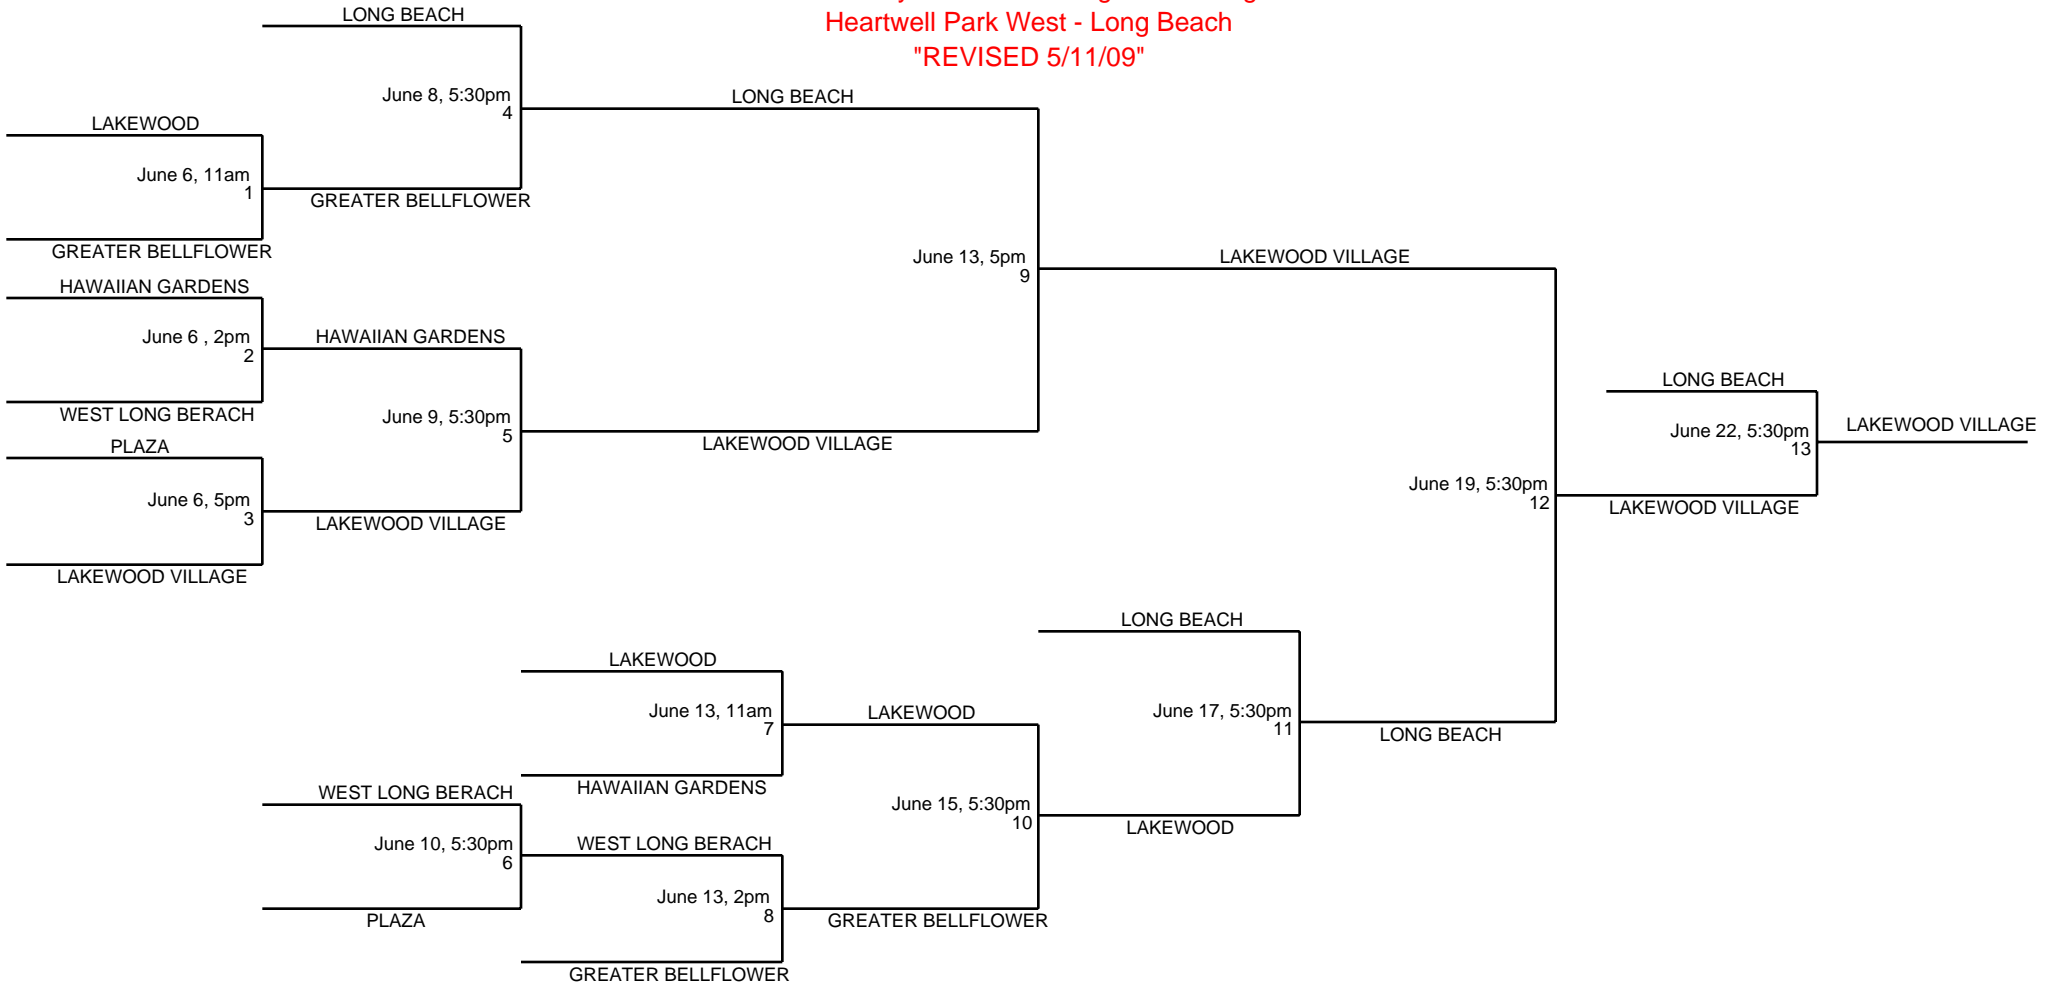 Heartwell Park West - Long Beach
"REVISED 5/11/09"
LONG BEACH
June 8, 5:30pm
4
LONG BEACH
LAKEWOOD
June 6, 11am
1
GREATER BELLFLOWER
GREATER BELLFLOWER
June 13, 5pm
9
LAKEWOOD VILLAGE
HAWAIIAN GARDENS
June 6 , 2pm
2
HAWAIIAN GARDENS
WEST LONG BERACH
June 9, 5:30pm
5
LAKEWOOD VILLAGE
PLAZA
June 6, 5pm
3
LAKEWOOD VILLAGE
LAKEWOOD VILLAGE
LONG BEACH
June 22, 5:30pm
13
LAKEWOOD VILLAGE
June 19, 5:30pm
12
LAKEWOOD VILLAGE
LONG BEACH
June 17, 5:30pm
11
LONG BEACH
LAKEWOOD
June 13, 11am
7
LAKEWOOD
HAWAIIAN GARDENS
June 15, 5:30pm
10
LAKEWOOD
WEST LONG BERACH
June 10, 5:30pm
6
WEST LONG BERACH
PLAZA
June 13, 2pm
8
GREATER BELLFLOWER
GREATER BELLFLOWER